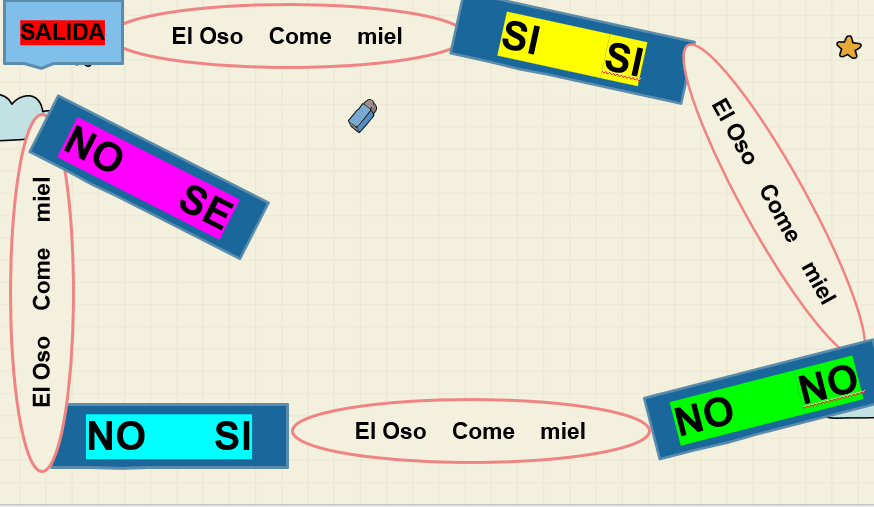 SALIDA
El Oso Come miel
SI SI
El Oso Come miel
NO NO
El Oso Come miel
NO SI
El Oso Come miel
NO SE